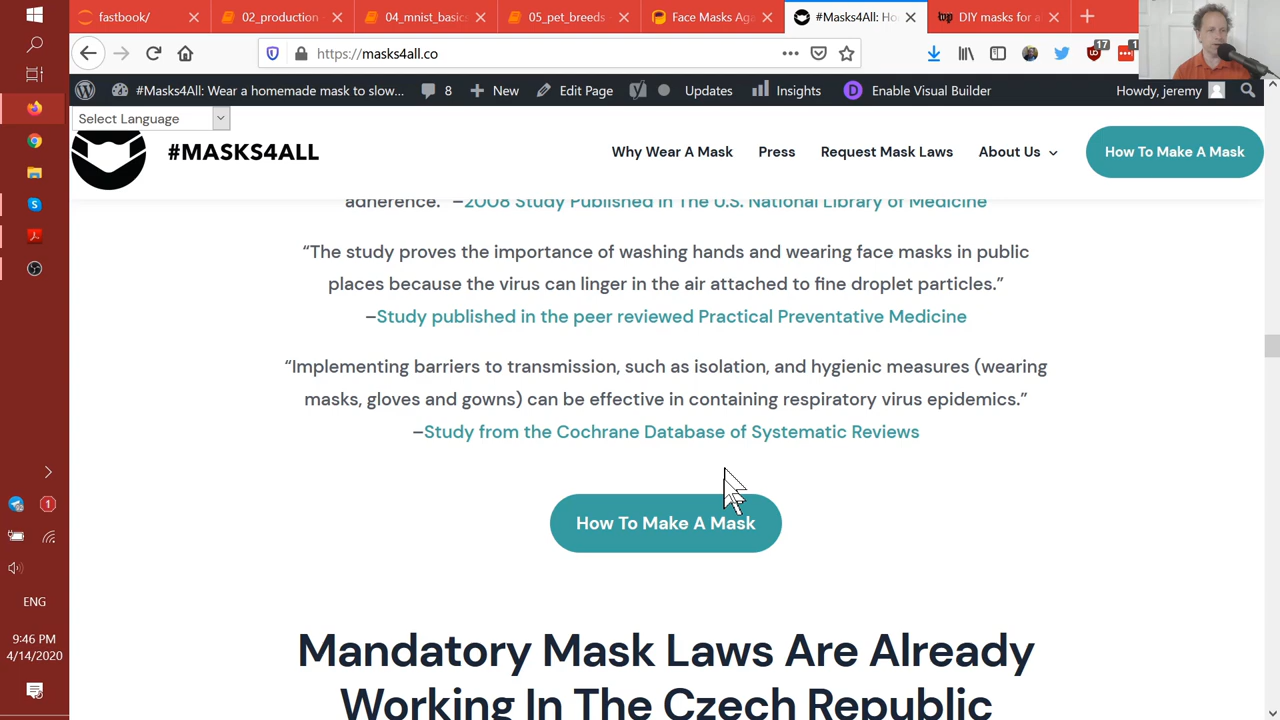 fastbook/
02_production
04_mnist_basics
05_pet_breeds
Face Masks Aga
#Masks4All: Ho
top
DIY masks for a
https://masks4all.co
17
1
#Masks4All: Wear a homemade mask to slow...
8
New
Edit Page
Updates
Insights
D
Enable Visual Builder
Howdy, jeremy
Select Language
#MASKS4ALL
Why Wear A Mask
Press
Request Mask Laws
About Us
How To Make A Mask
adherence." –2008 Study Published In The U.S. National Library of Medicine
“The study proves the importance of washing hands and wearing face masks in public
places because the virus can linger in the air attached to fine droplet particles.”
–Study published in the peer reviewed Practical Preventative Medicine
“Implementing barriers to transmission, such as isolation, and hygienic measures (wearing
masks, gloves and gowns) can be effective in containing respiratory virus epidemics.”
–Study from the Cochrane Database of Systematic Reviews
How To Make A Mask
Mandatory Mask Laws Are Already
Working In The Czech Republic
1
ENG
9:46 PM
4/14/2020